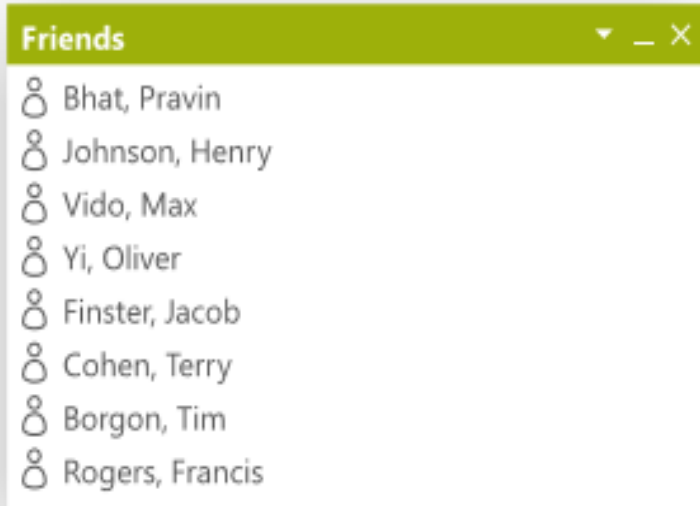 Friends
Bhat, Pravin
Johnson, Henry
Vido, Max
Yi, Oliver
Finster, Jacob
Cohen, Terry
Borgon, Tim
Rogers, Francis